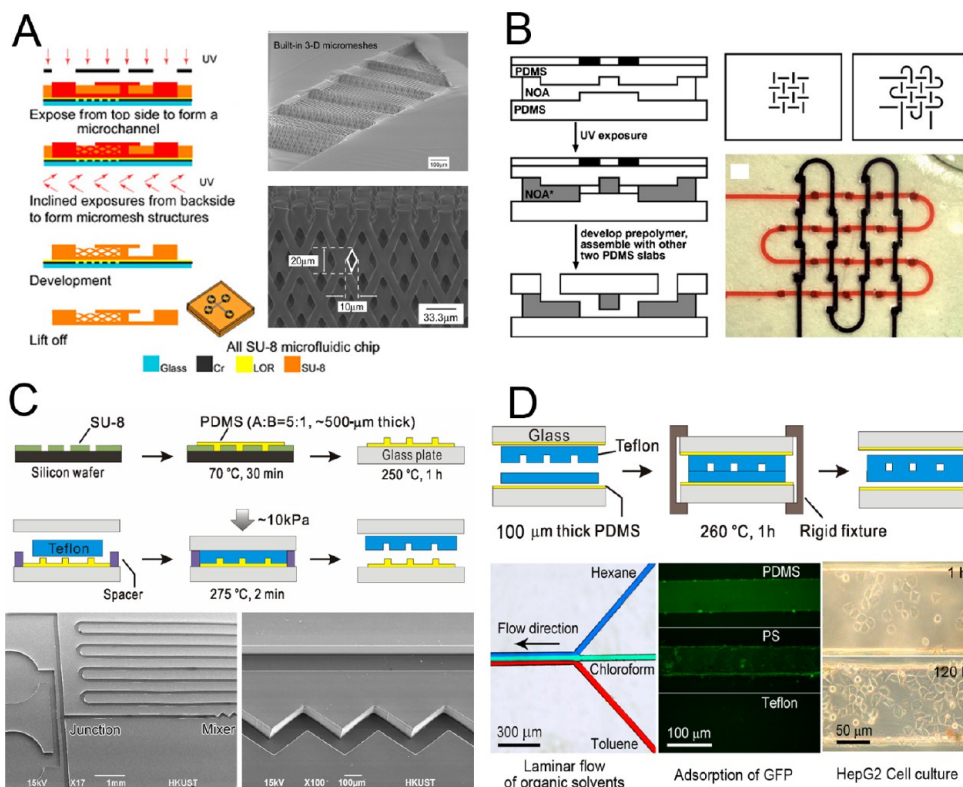 A
UV
Expose from top side to form a
microchannel
UV
Inclined exposures from backside
to form micromesh structures
Development
Lift off
All SU-8 microfluidic chip
Glass
Cr
LOR
SU-8
Built-in 3-D micromeshes
100μm
20μm
10μm
33.3μm
B
PDMS
NOA
PDMS
UV exposure
NOA*
develop prepolymer,
assemble with other
two PDMS slabs
C
SU-8
PDMS (A:B=5:1, ~500-μm thick)
Silicon wafer
70 °C, 30 min
Glass plate
250 °C, 1 h
~10kPa
Teflon
Spacer
275 °C, 2 min
Junction
Mixer
15kV X17 1mm HKUST
15kV X100 100μm HKUST
D
Glass
Teflon
100 μm thick PDMS
260 °C, 1h
Rigid fixture
Hexane
Flow direction
Chloroform
300 μm
Toluene
Laminar flow
of organic solvents
PDMS
PS
Teflon
100 μm
Adsorption of GFP
1 H
120
50 μm
HepG2 Cell culture